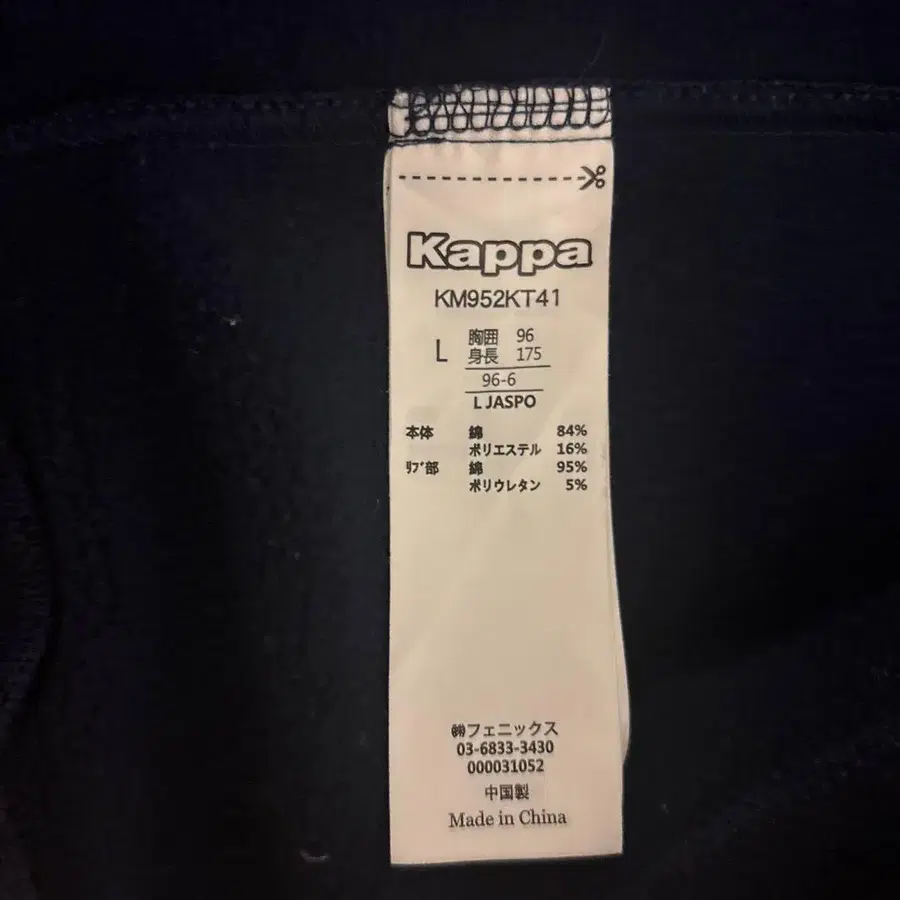 Kappa
KM952KT41
L 胸囲 96
身長 175
96-6
L JASPO
本体 綿 84%
ポリエステル 16%
ﾘﾌﾞ部 綿 95%
ポリウレタン 5%
㈱フェニックス
03-6833-3430
000031052
中国製
Made in China